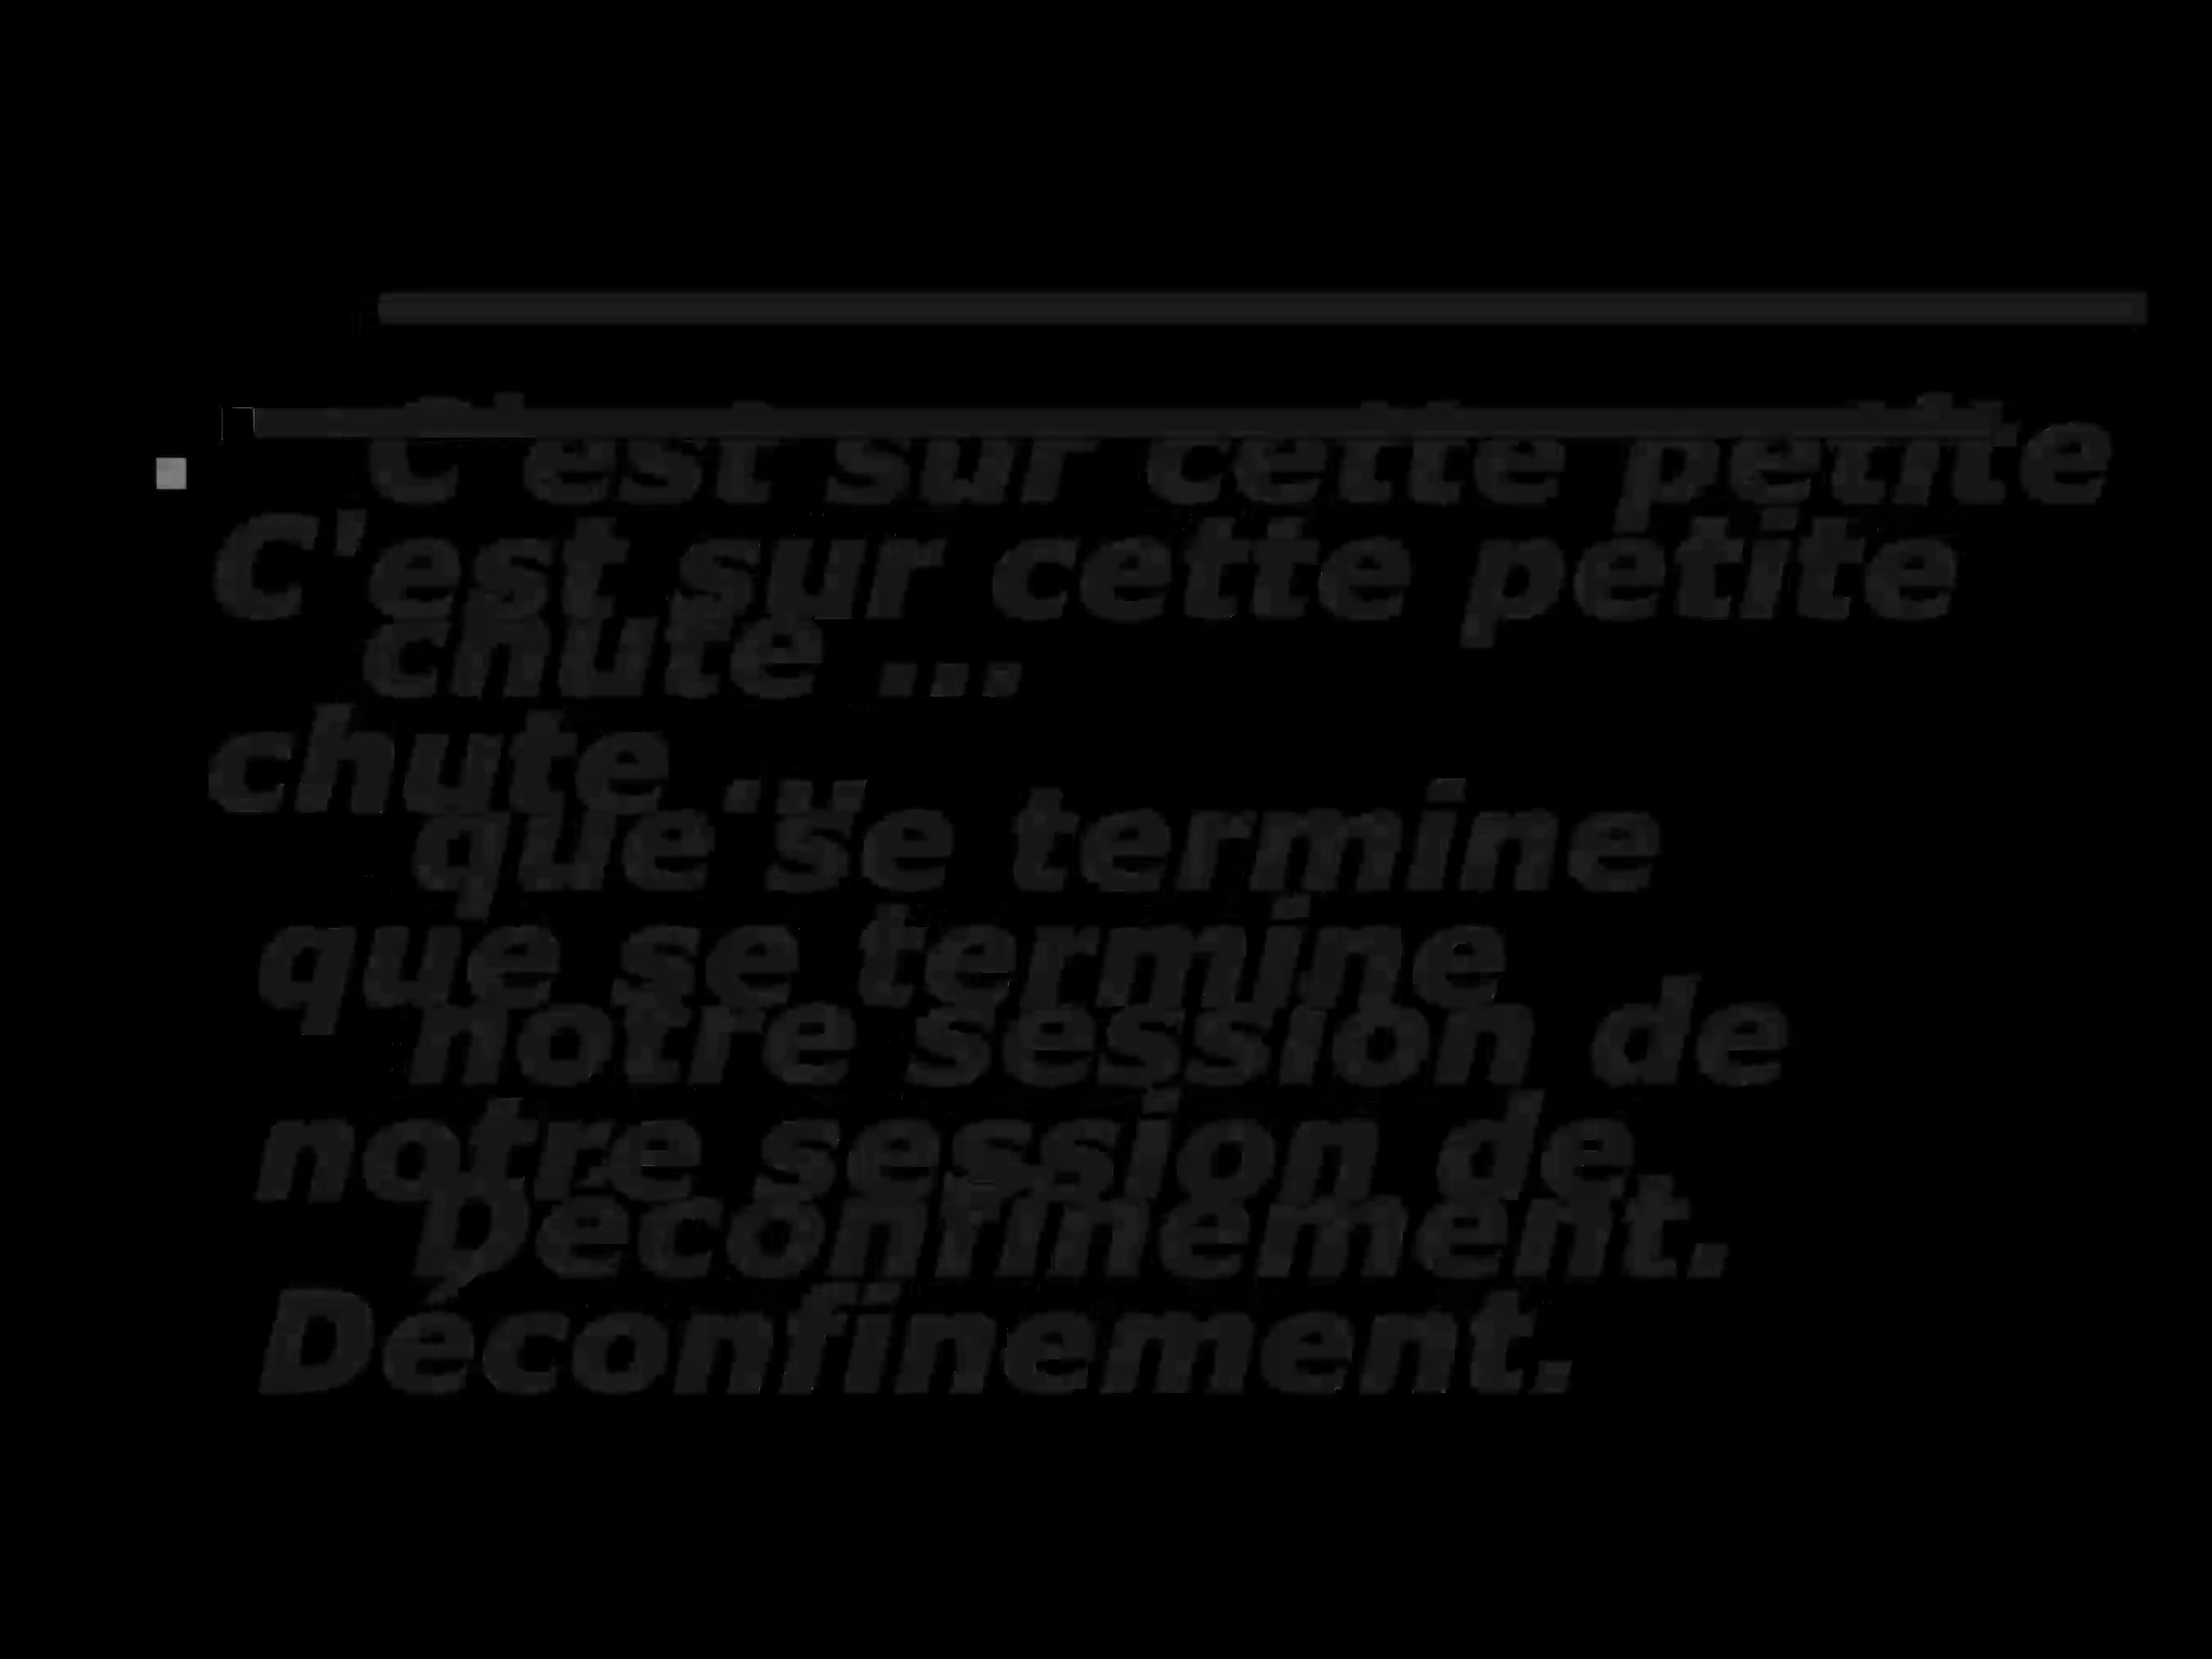 C'est sur cette petite
C'est sur cette petite
chute ...
chute ...
que se termine
que se termine
notre session de
notre session de
Déconfinement.
Déconfinement.